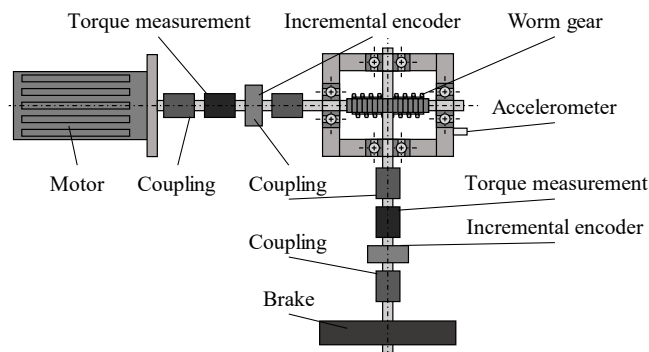 Torque measurement
Incremental encoder
Worm gear
Accelerometer
Motor
Coupling
Coupling
Torque measurement
Incremental encoder
Coupling
Brake